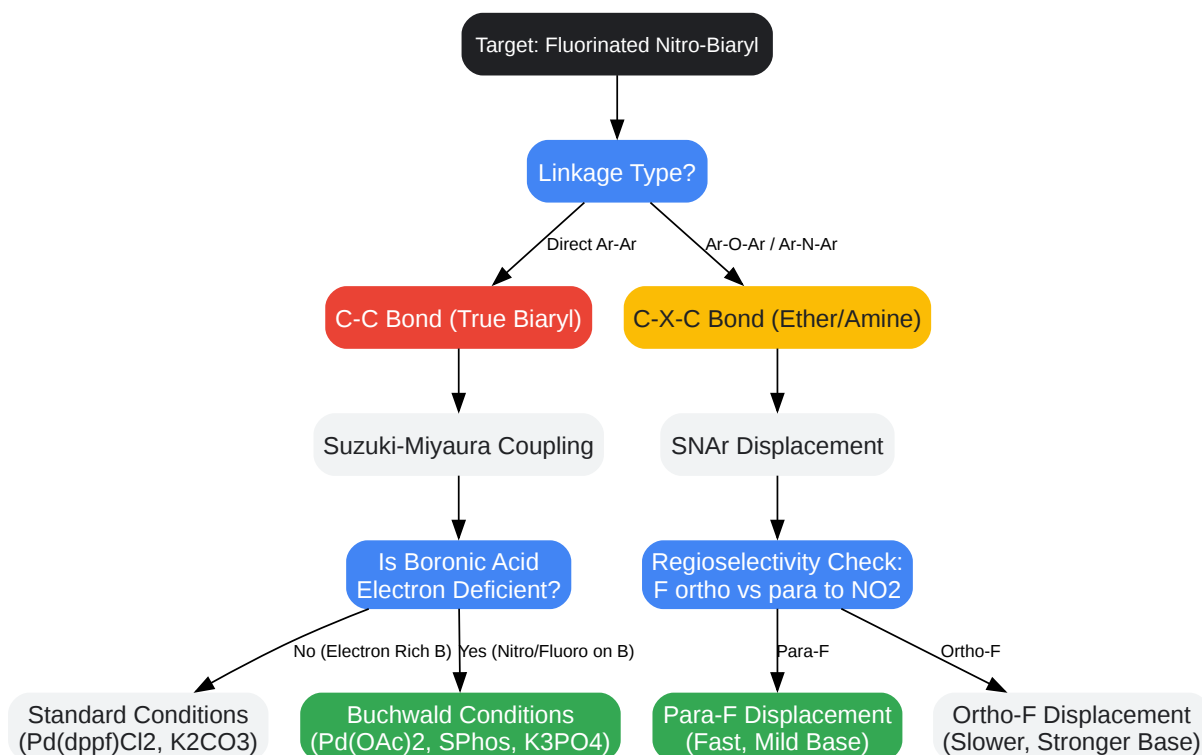 Target: Fluorinated Nitro-Biaryl
Linkage Type?
Direct Ar-Ar
Ar-O-Ar / Ar-N-Ar
C-C Bond (True Biaryl)
C-X-C Bond (Ether/Amine)
Suzuki-Miyaura Coupling
SNAr Displacement
Is Boronic Acid
Electron Deficient?
Regioselectivity Check:
F ortho vs para to NO2
No (Electron Rich B)
Yes (Nitro/Fluoro on B)
Para-F
Ortho-F
Standard Conditions
(Pd(dppf)Cl2, K2CO3)
Buchwald Conditions
(Pd(OAc)2, SPhos, K3PO4)
Para-F Displacement
(Fast, Mild Base)
Ortho-F Displacement
(Slower, Stronger Base)